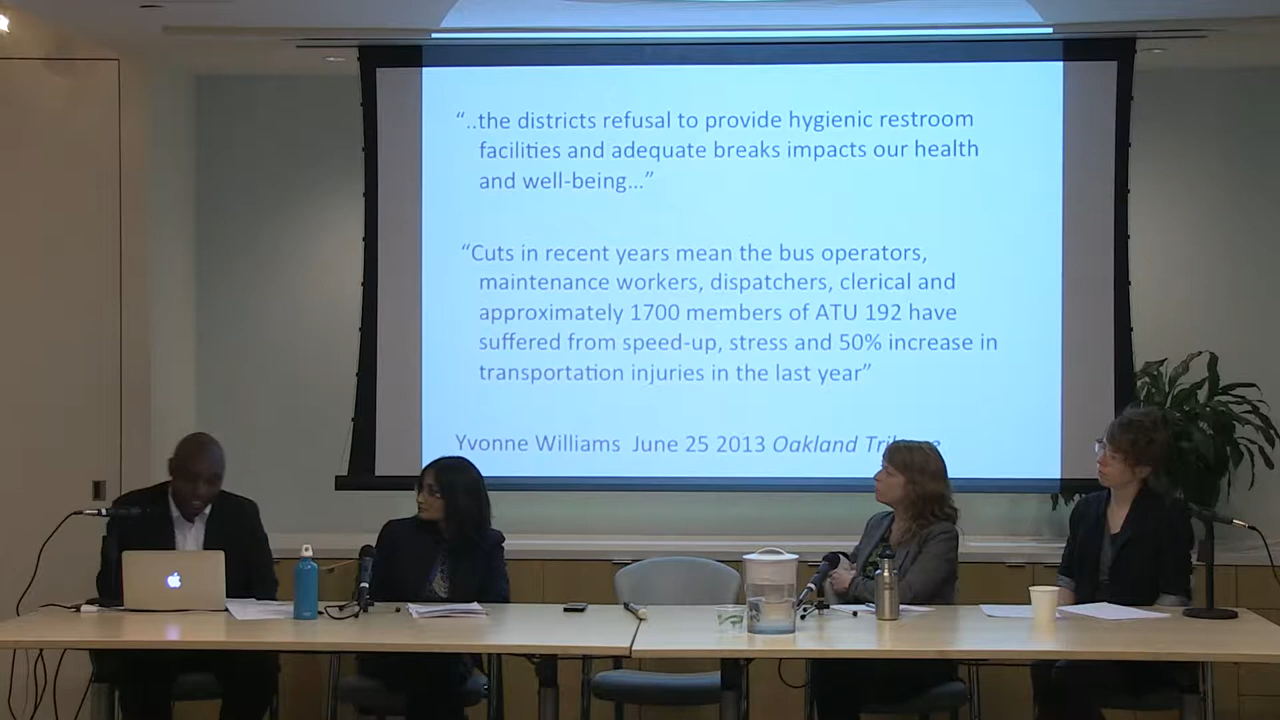 “..the districts refusal to provide hygienic restroom
facilities and adequate breaks impacts our health
and well-being…”
“Cuts in recent years mean the bus operators,
maintenance workers, dispatchers, clerical and
approximately 1700 members of ATU 192 have
suffered from speed-up, stress and 50% increase in
transportation injuries in the last year”
Yvonne Williams June 25 2013 Oakland